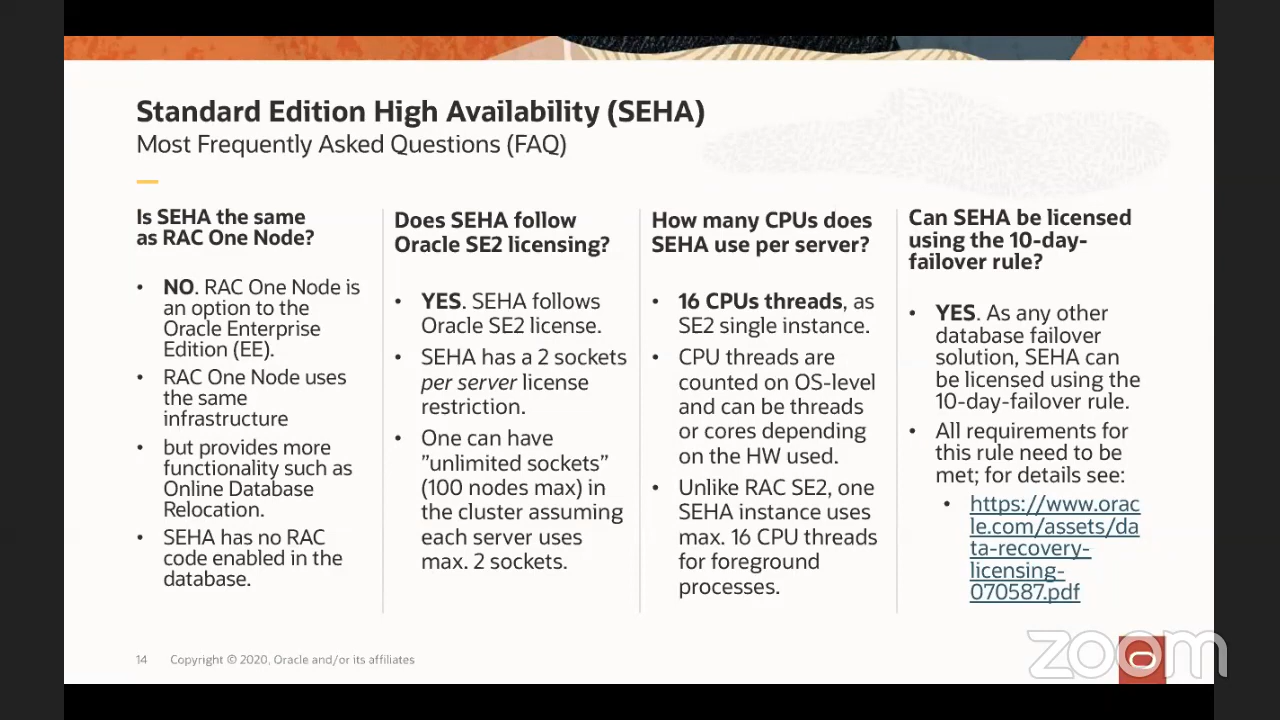 Standard Edition High Availability (SEHA)
Most Frequently Asked Questions (FAQ)
Is SEHA the same
as RAC One Node?
• NO. RAC One Node is
an option to the
Oracle Enterprise
Edition (EE).
• RAC One Node uses
the same
infrastructure
• but provides more
functionality such as
Online Database
Relocation.
• SEHA has no RAC
code enabled in the
database.
Does SEHA follow
Oracle SE2 licensing?
• YES. SEHA follows
Oracle SE2 license.
• SEHA has a 2 sockets
per server license
restriction.
• One can have
”unlimited sockets”
(100 nodes max) in
the cluster assuming
each server uses
max. 2 sockets.
How many CPUs does
SEHA use per server?
• 16 CPUs threads, as
SE2 single instance.
• CPU threads are
counted on OS-level
and can be threads
or cores depending
on the HW used.
• Unlike RAC SE2, one
SEHA instance uses
max. 16 CPU threads
for foreground
processes.
Can SEHA be licensed
using the 10-day-
failover rule?
• YES. As any other
database failover
solution, SEHA can
be licensed using the
10-day-failover rule.
• All requirements for
this rule need to be
met; for details see:
• https://www.orac
le.com/assets/da
ta-recovery-
licensing-
070587.pdf
14 Copyright © 2020, Oracle and/or its affiliates
zoom